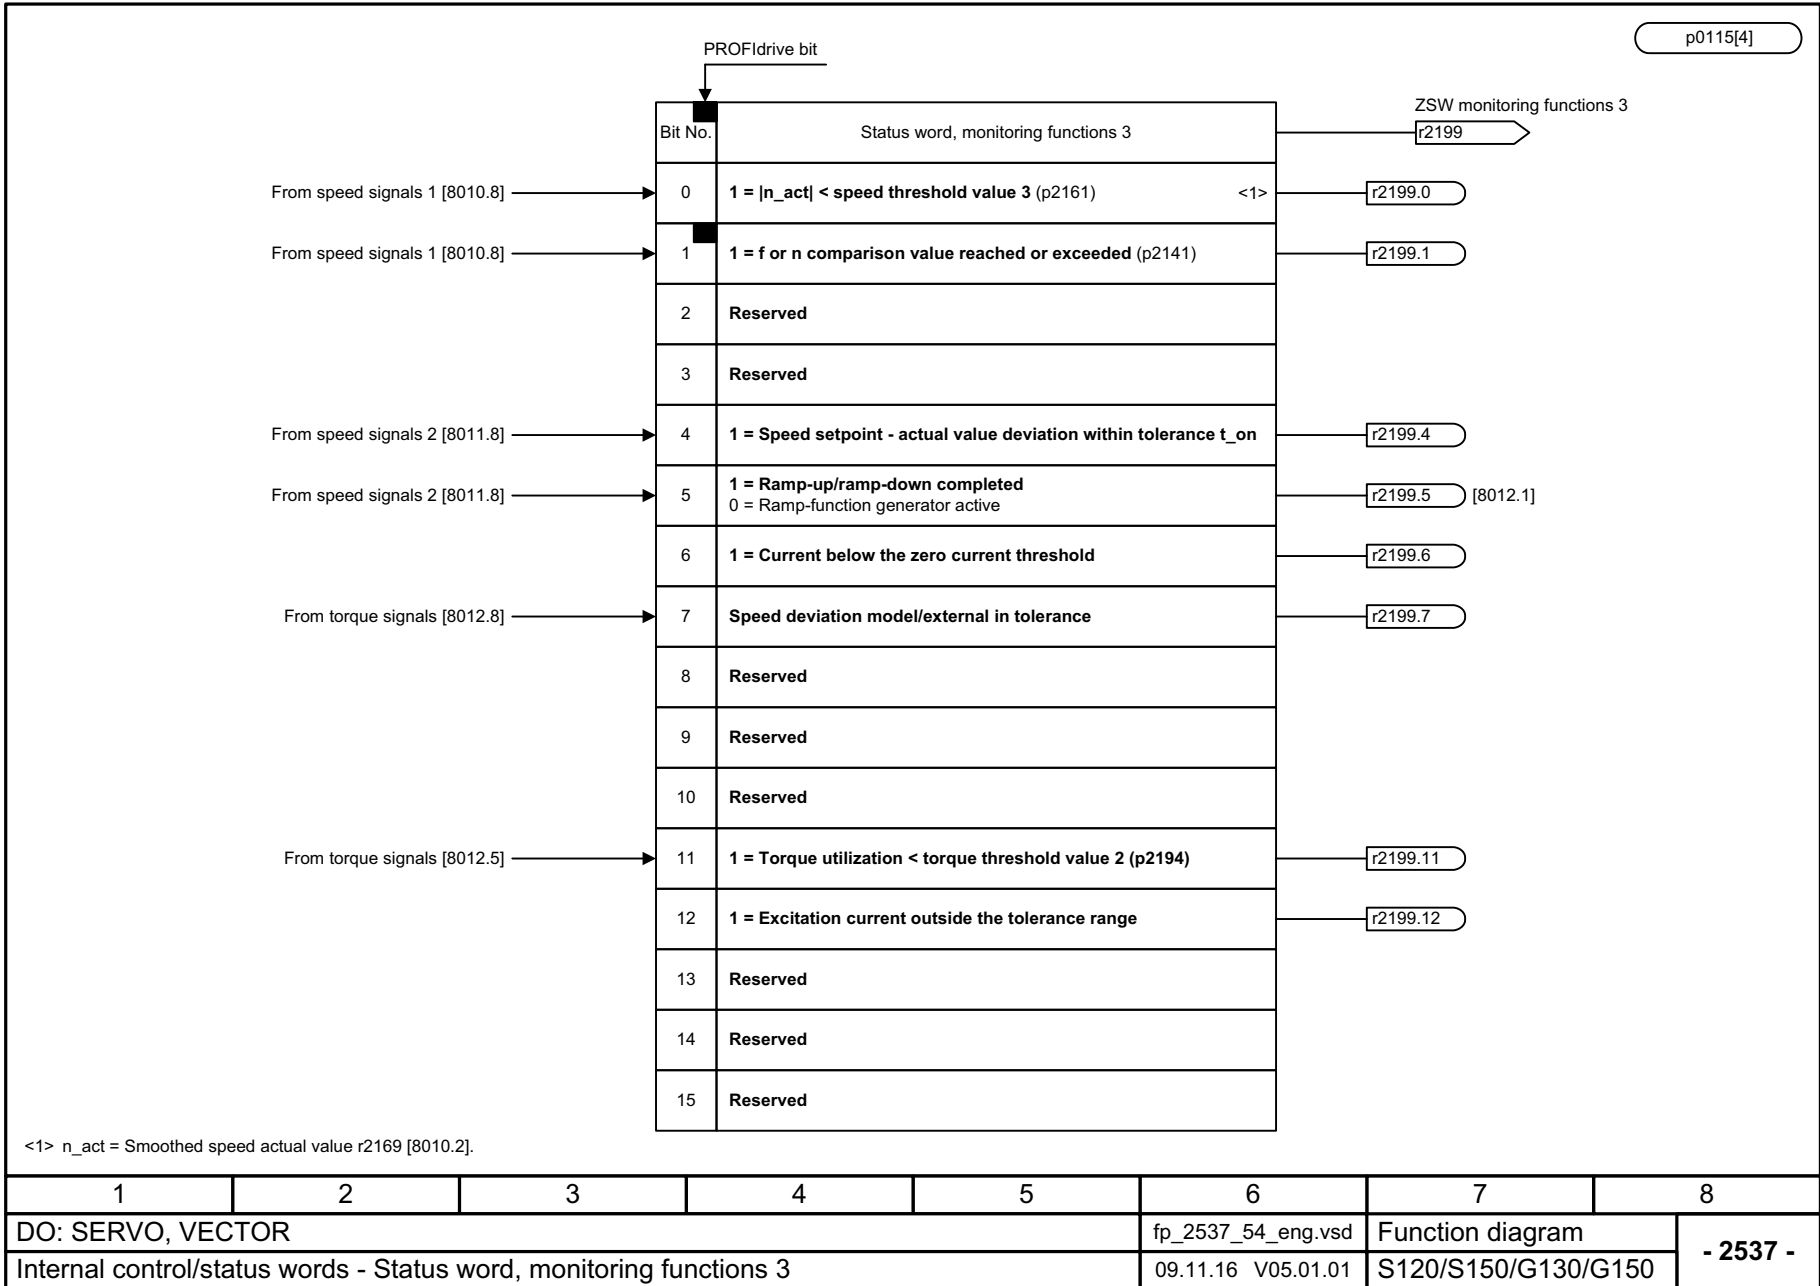 p0115[4]
PROFIdrive bit
ZSW monitoring functions 3
Bit No. Status word, monitoring functions 3 r2199
From speed signals 1 [8010.8] 0 1 = |n_act| < speed threshold value 3 (p2161) <1> r2199.0
From speed signals 1 [8010.8] 1 1 = f or n comparison value reached or exceeded (p2141) r2199.1
2 Reserved
3 Reserved
From speed signals 2 [8011.8] 4 1 = Speed setpoint - actual value deviation within tolerance t_on r2199.4
From speed signals 2 [8011.8] 5 1 = Ramp-up/ramp-down completed r2199.5 [8012.1]
0 = Ramp-function generator active
6 1 = Current below the zero current threshold r2199.6
From torque signals [8012.8] 7 Speed deviation model/external in tolerance r2199.7
8 Reserved
9 Reserved
10 Reserved
From torque signals [8012.5] 11 1 = Torque utilization < torque threshold value 2 (p2194) r2199.11
12 1 = Excitation current outside the tolerance range r2199.12
13 Reserved
14 Reserved
15 Reserved
<1> n_act = Smoothed speed actual value r2169 [8010.2].
1 2 3 4 5 6 7 8
DO: SERVO, VECTOR fp_2537_54_eng.vsd Function diagram - 2537 -
Internal control/status words - Status word, monitoring functions 3 09.11.16 V05.01.01 S120/S150/G130/G150